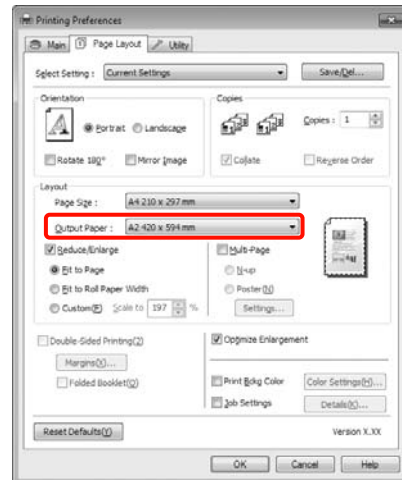 Printing Preferences
Main Page Layout Utility
Select Setting : Current Settings Save/Del...
Orientation
Portrait Landscape
Rotate 180° Mirror Image
Copies
Copies : 1
Collate Reverse Order
Layout
Page Size : A4 210 x 297 mm
Output Paper : A2 420 x 594 mm
Reduce/Enlarge
Fit to Page
Fit to Roll Paper Width
Custom(F) Scale to 197 %
Multi-Page
N-up
Poster(N)
Settings...
Double-Sided Printing(2)
Margins(X)...
Folded Booklet(Q)
Optimize Enlargement
Print Bckg Color Color Settings(H)...
Job Settings Details(K)...
Reset Defaults(Y) Version X.XX
OK Cancel Help